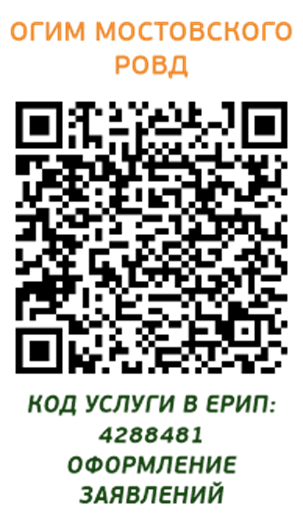 ОГИМ МОСТОВСКОГО
РОВД
КОД УСЛУГИ В ЕРИП:
4288481
ОФОРМЛЕНИЕ
ЗАЯВЛЕНИЙ